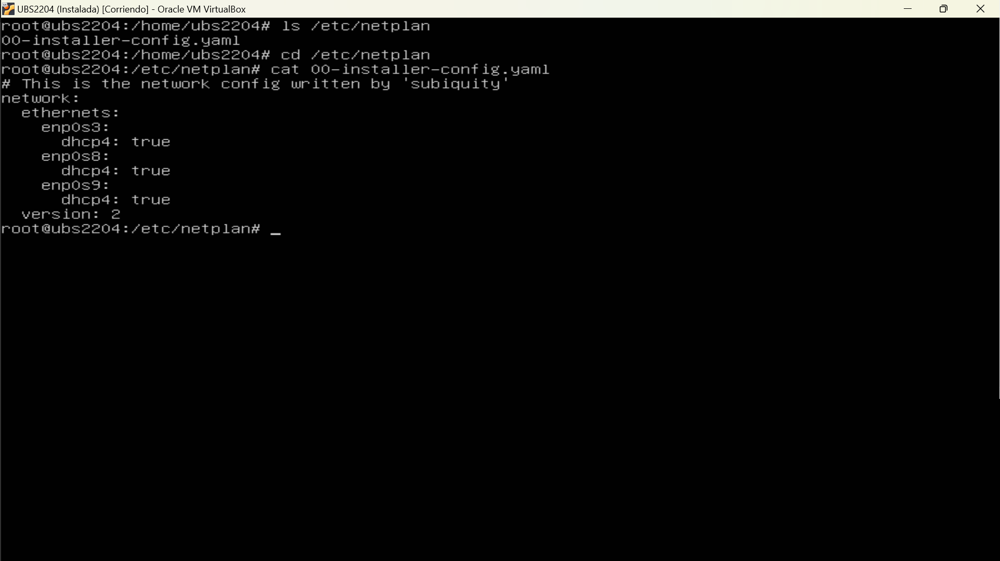 UBS2204 (Instalada) [Corriendo] - Oracle VM VirtualBox
root@ubs2204:/home/ubs2204# ls /etc/netplan
00-installer-config.yaml
root@ubs2204:/home/ubs2204# cd /etc/netplan
root@ubs2204:/etc/netplan# cat 00-installer-config.yaml
# This is the network config written by 'subiquity'
network:
  ethernets:
    enp0s3:
      dhcp4: true
    enp0s8:
      dhcp4: true
    enp0s9:
      dhcp4: true
  version: 2
root@ubs2204:/etc/netplan# _